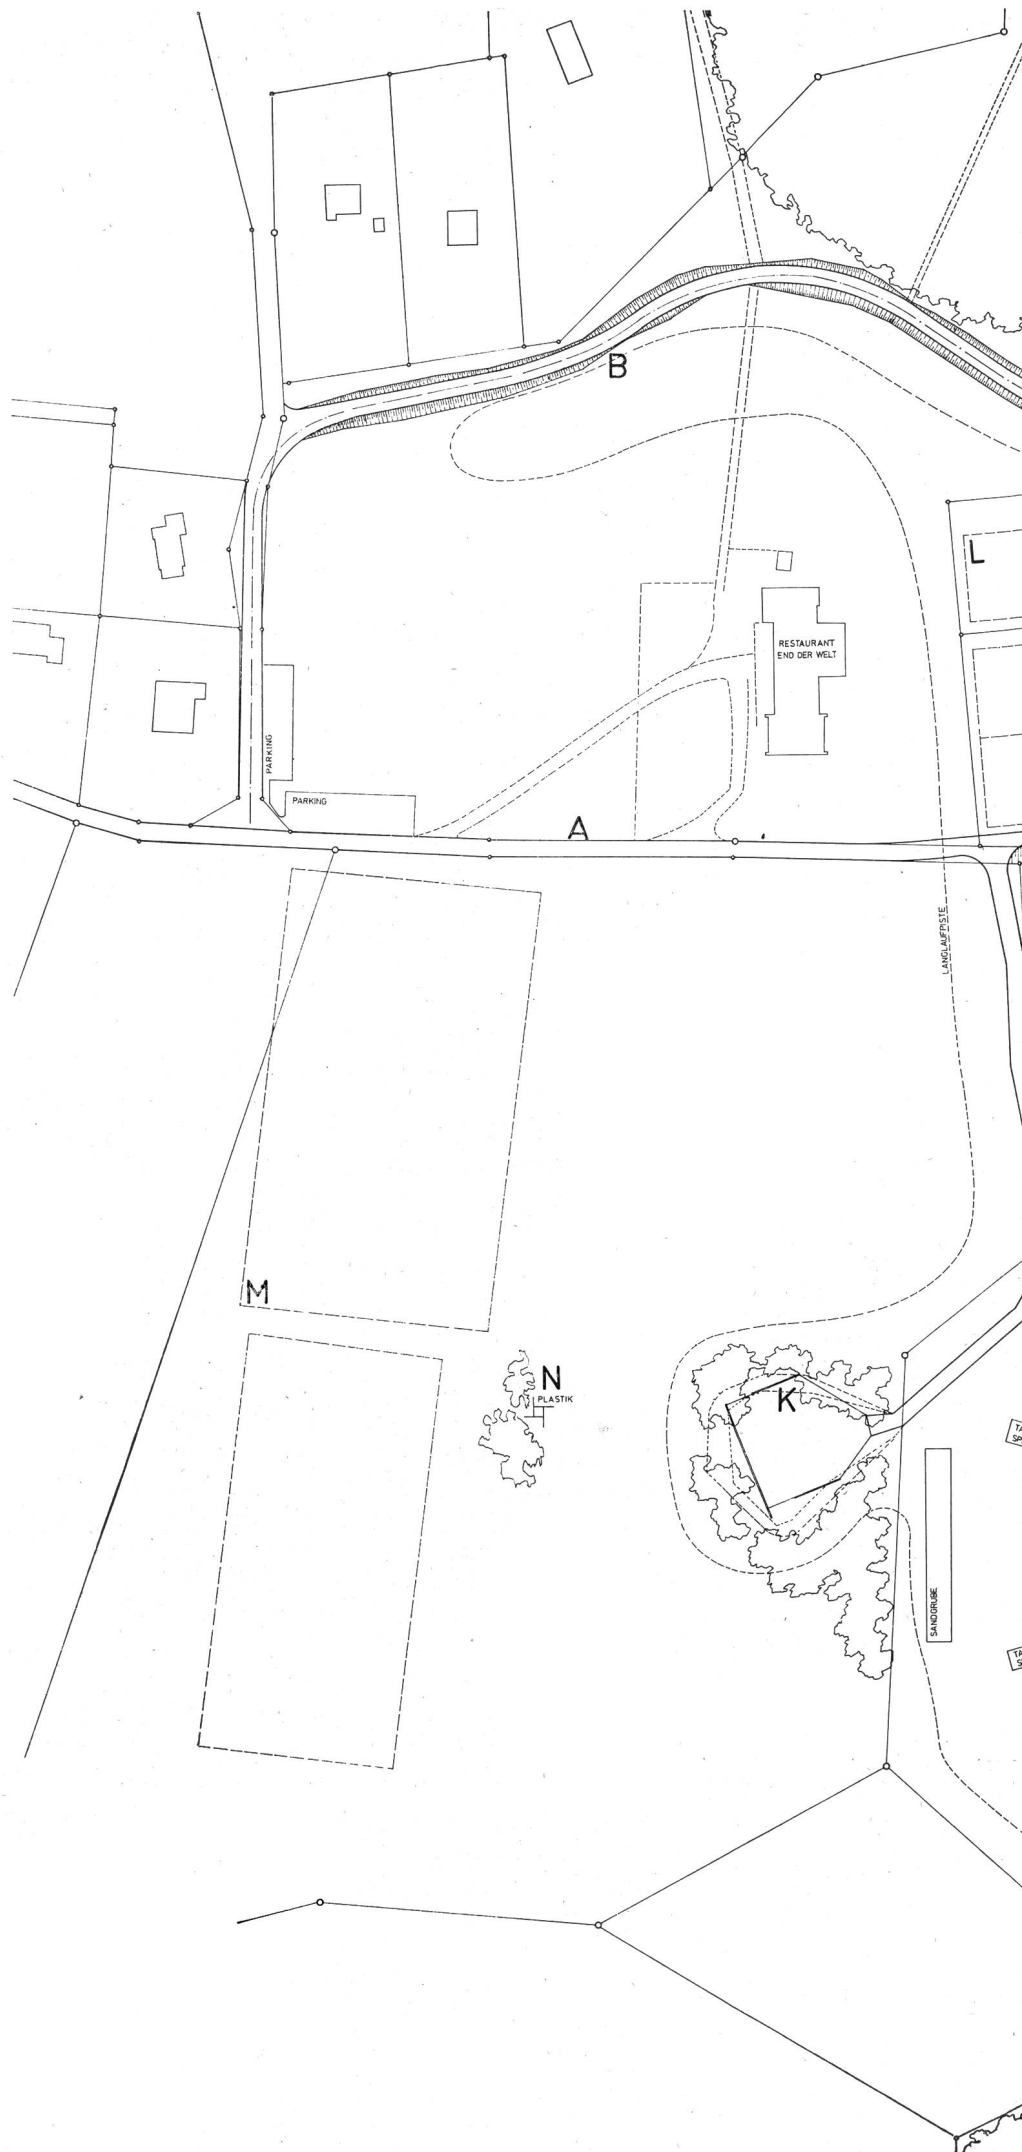 B
L
RESTAURANT
END DER WELT
PARKING
PARKING
A
LANGLAUFPISTE
M
N
PLASTIK
K
SANDGRUBE